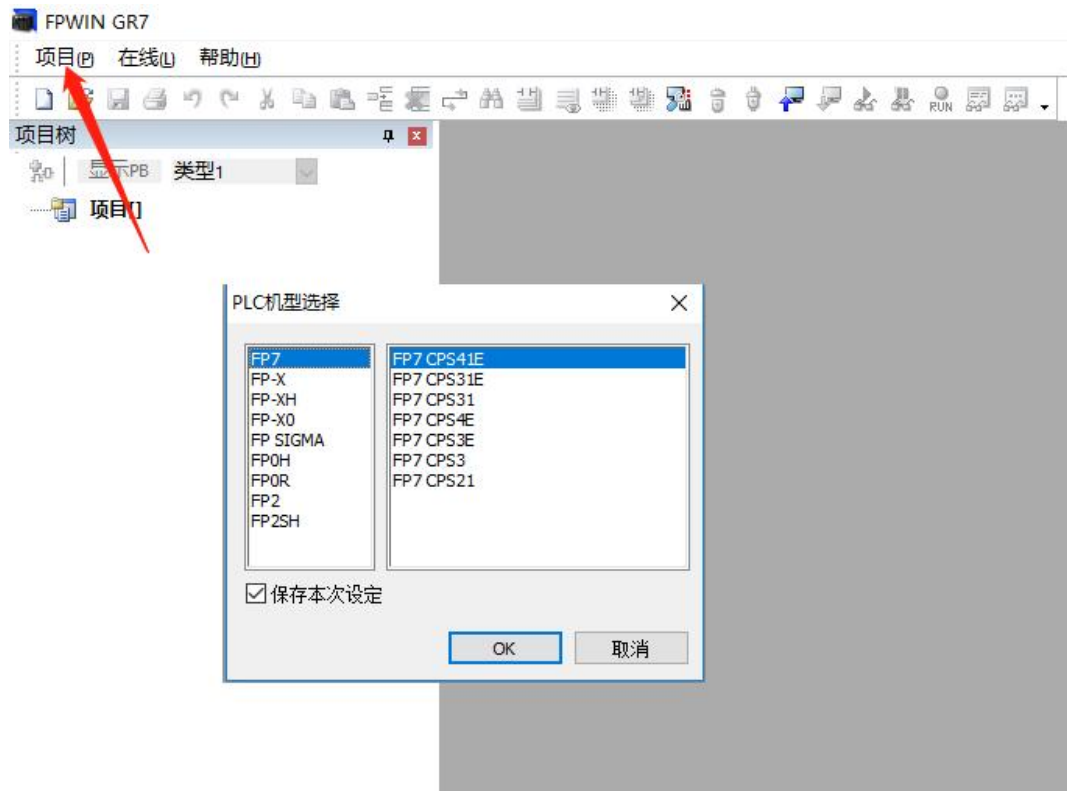 FPWIN GR7
项目(P) 在线(L) 帮助(H)
RUN
项目树
显示PB 类型1
项目[]
PLC机型选择
FP7 FP7 CPS41E
FP-X FP7 CPS31E
FP-XH FP7 CPS31
FP-X0 FP7 CPS4E
FP SIGMA FP7 CPS3E
FP0H FP7 CPS3
FP0R FP7 CPS21
FP2
FP2SH
保存本次设定
OK 取消